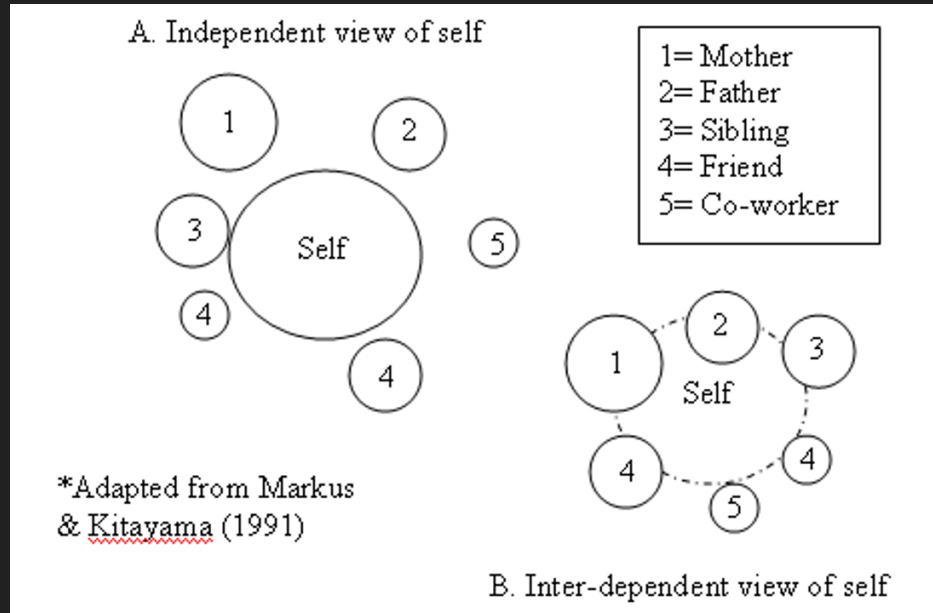 A. Independent view of self
1= Mother
2= Father
3= Sibling
4= Friend
5= Co-worker
1
2
3
Self
5
4
4
1
2
3
Self
4
4
5
*Adapted from Markus
& Kitayama (1991)
B. Inter-dependent view of self